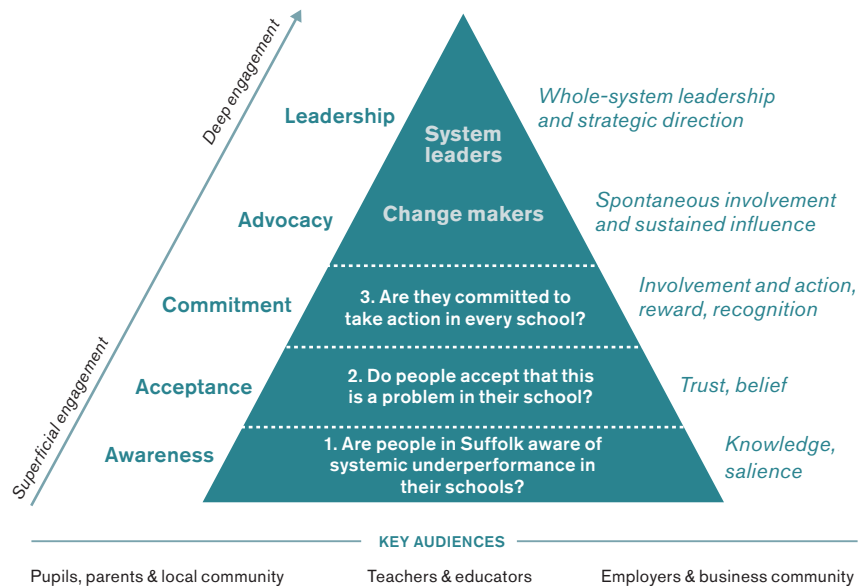 Deep engagement
Superficial engagement
Leadership
System
leaders
Whole-system leadership
and strategic direction
Advocacy
Change makers
Spontaneous involvement
and sustained influence
Commitment
3. Are they committed to
take action in every school?
Involvement and action,
reward, recognition
Acceptance
2. Do people accept that this
is a problem in their school?
Trust, belief
Awareness
1. Are people in Suffolk aware of
systemic underperformance in
their schools?
Knowledge,
salience
KEY AUDIENCES
Pupils, parents & local community
Teachers & educators
Employers & business community